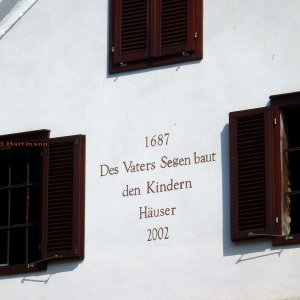 1687
Des Vaters Segen baut
den Kindern
Häuser
2002